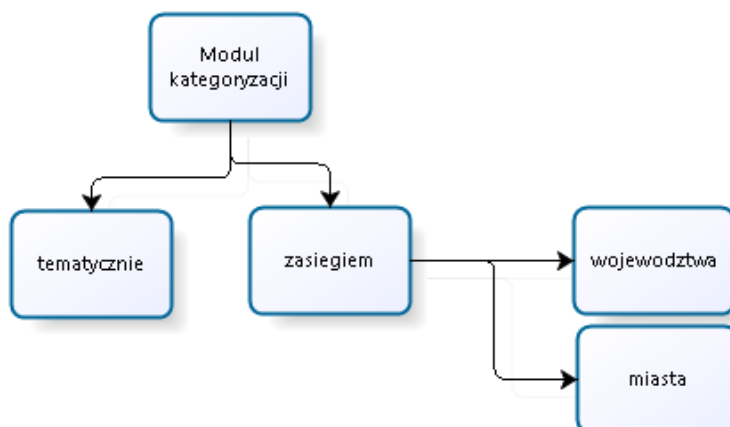 Modul
kategoryzacji
tematycznie
zasiegiem
wojewodztwa
miasta